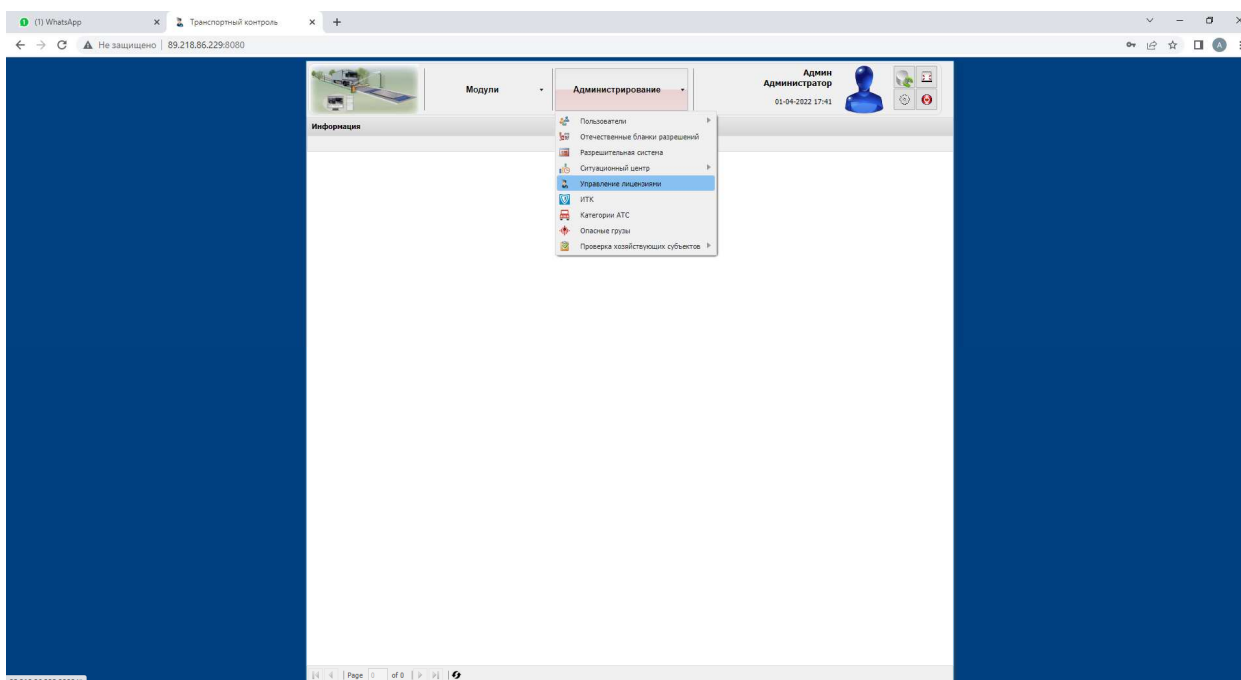 (1) WhatsApp
Транспортный контроль
Не защищено | 89.218.86.229:8080
Модули
Администрирование
Админ
Администратор
01-04-2022 17:41
Информация
Пользователи
Отечественные бланки разрешений
Разрешительная система
Ситуационный центр
Управление лицензиями
ИТК
Категории АТС
Опасные грузы
Проверка хозяйствующих субъектов
Page 0 of 0